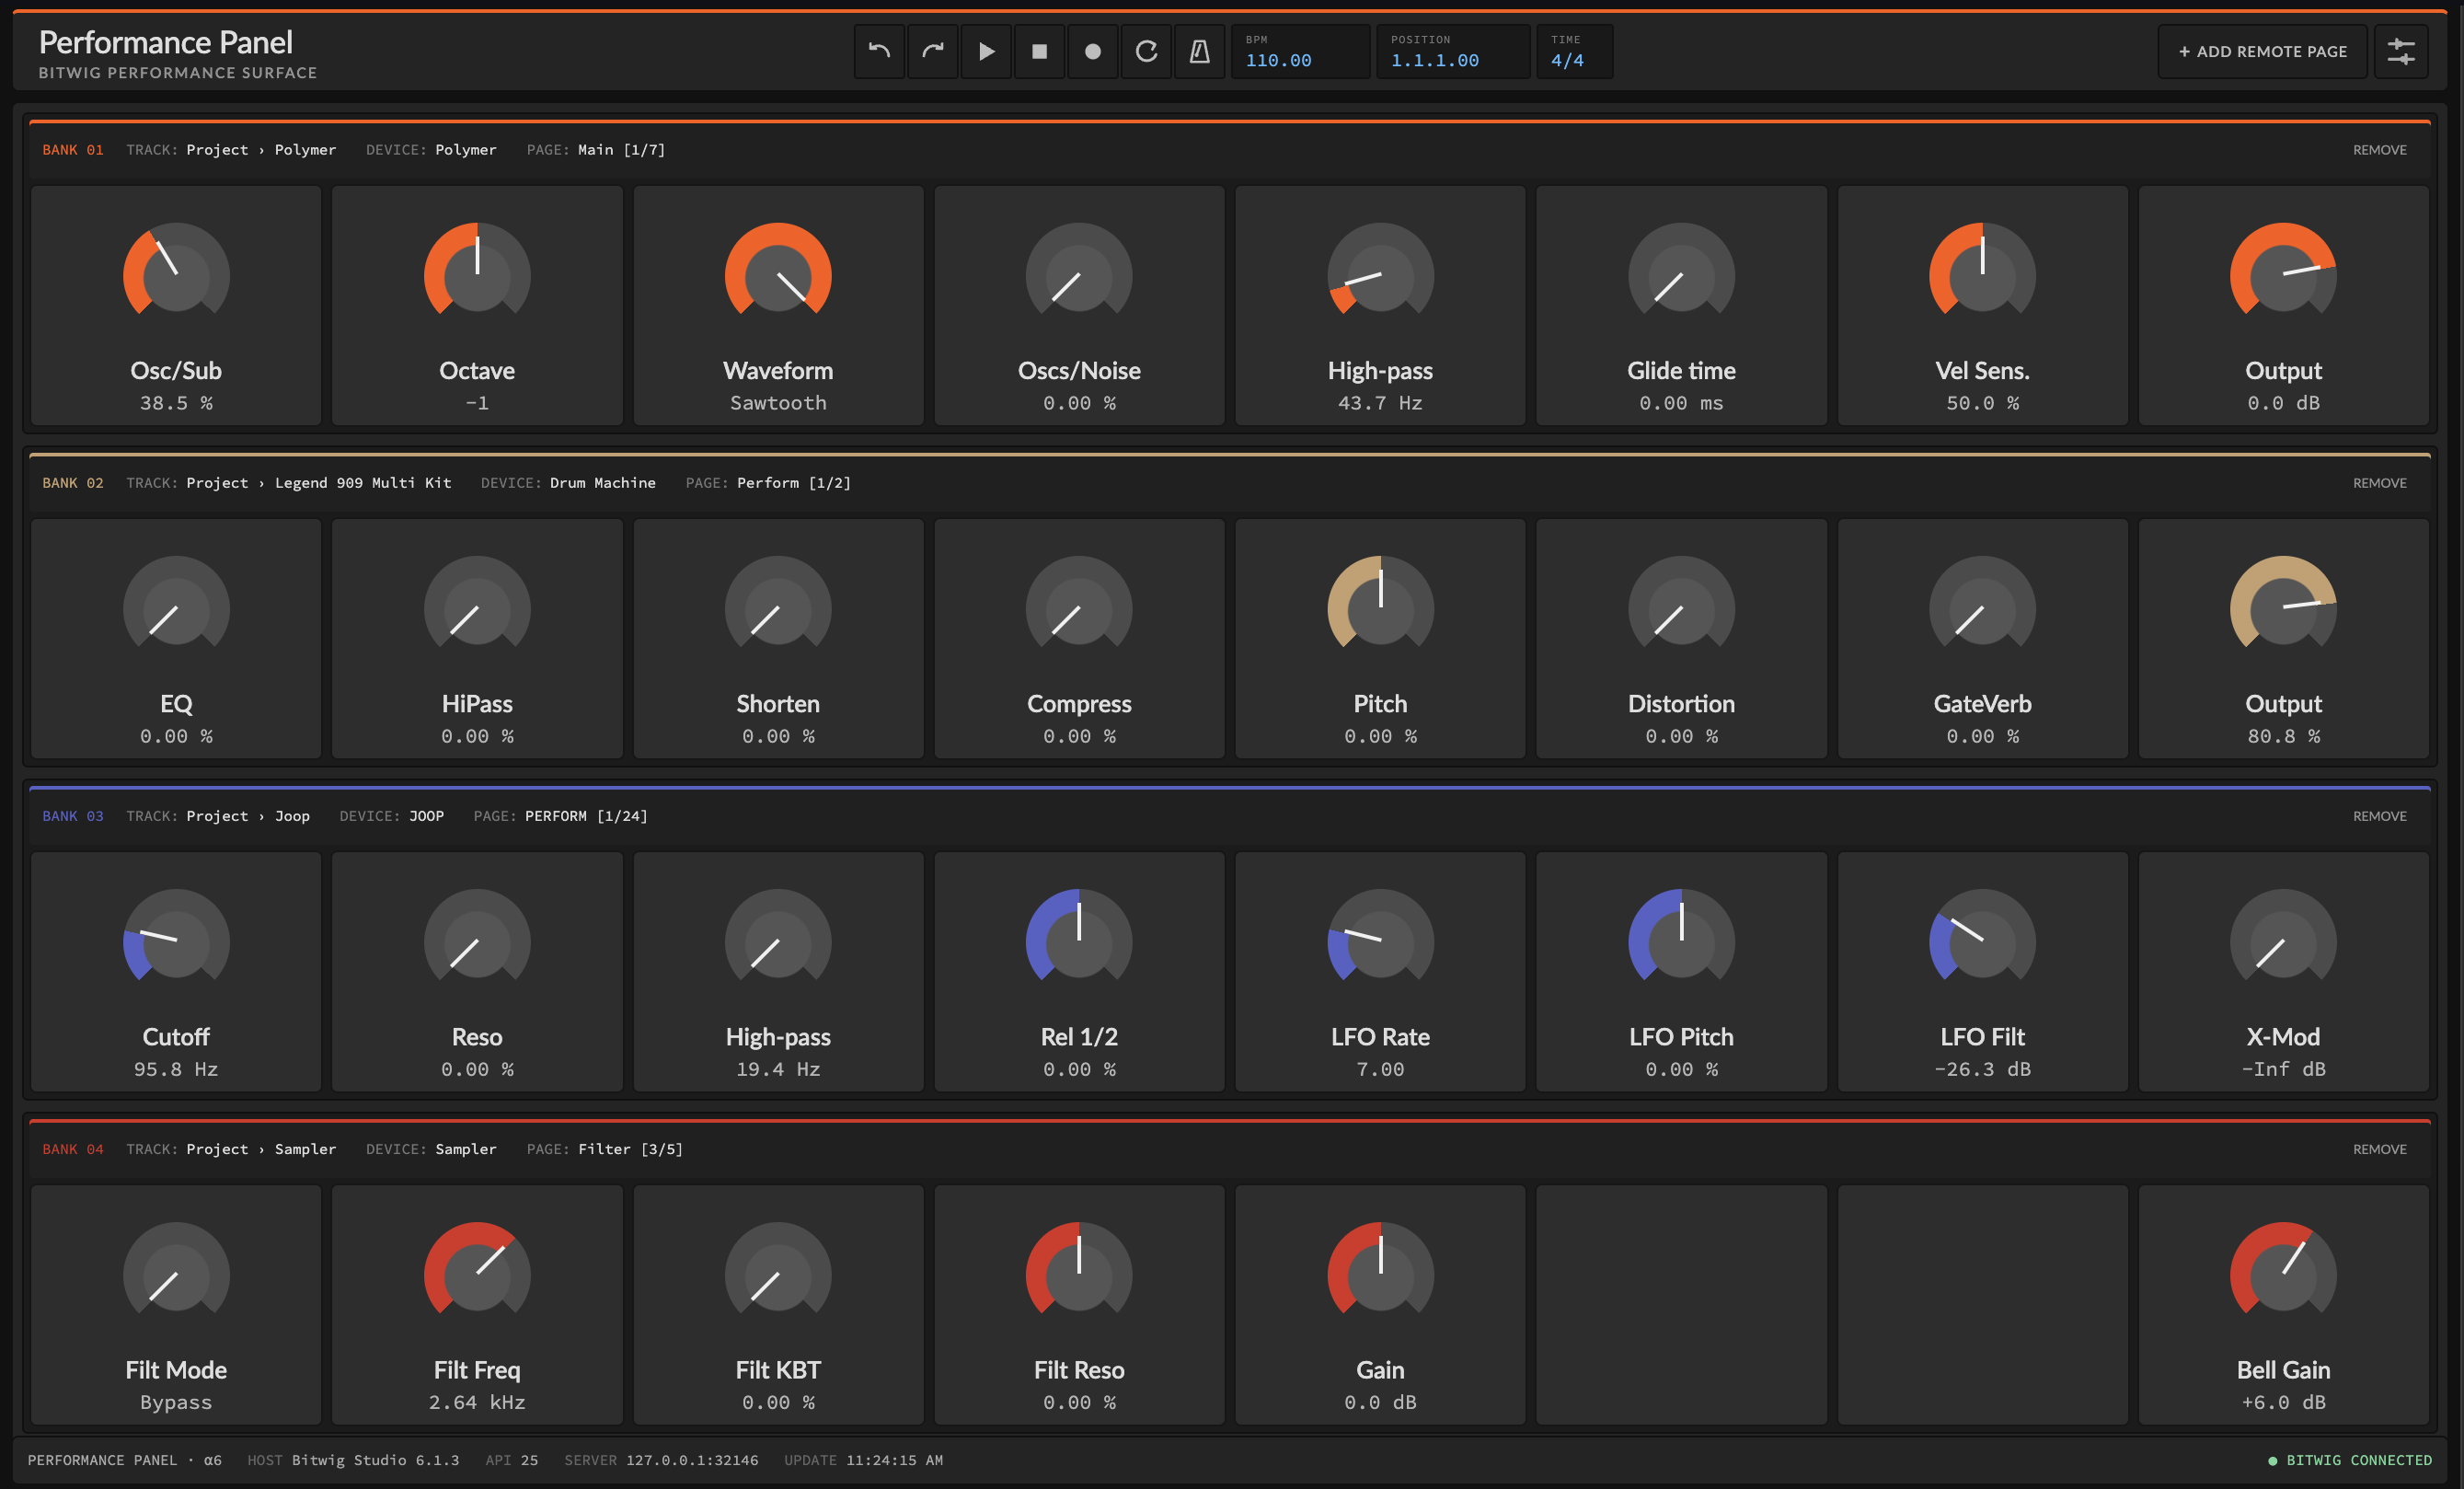 Performance Panel
BITWIG PERFORMANCE SURFACE
BPM
110.00
POSITION
1.1.1.00
TIME
4/4
+ ADD REMOTE PAGE
BANK 01 TRACK: Project › Polymer DEVICE: Polymer PAGE: Main [1/7] REMOVE
Osc/Sub Octave Waveform Oscs/Noise High-pass Glide time Vel Sens. Output
38.5 % -1 Sawtooth 0.00 % 43.7 Hz 0.00 ms 50.0 % 0.0 dB
BANK 02 TRACK: Project › Legend 909 Multi Kit DEVICE: Drum Machine PAGE: Perform [1/2] REMOVE
EQ HiPass Shorten Compress Pitch Distortion GateVerb Output
0.00 % 0.00 % 0.00 % 0.00 % 0.00 % 0.00 % 0.00 % 80.8 %
BANK 03 TRACK: Project › Joop DEVICE: JOOP PAGE: PERFORM [1/24] REMOVE
Cutoff Reso High-pass Rel 1/2 LFO Rate LFO Pitch LFO Filt X-Mod
95.8 Hz 0.00 % 19.4 Hz 0.00 % 7.00 0.00 % -26.3 dB -Inf dB
BANK 04 TRACK: Project › Sampler DEVICE: Sampler PAGE: Filter [3/5] REMOVE
Filt Mode Filt Freq Filt KBT Filt Reso Gain Bell Gain
Bypass 2.64 kHz 0.00 % 0.00 % 0.0 dB +6.0 dB
PERFORMANCE PANEL · α6 HOST Bitwig Studio 6.1.3 API 25 SERVER 127.0.0.1:32146 UPDATE 11:24:15 AM BITWIG CONNECTED